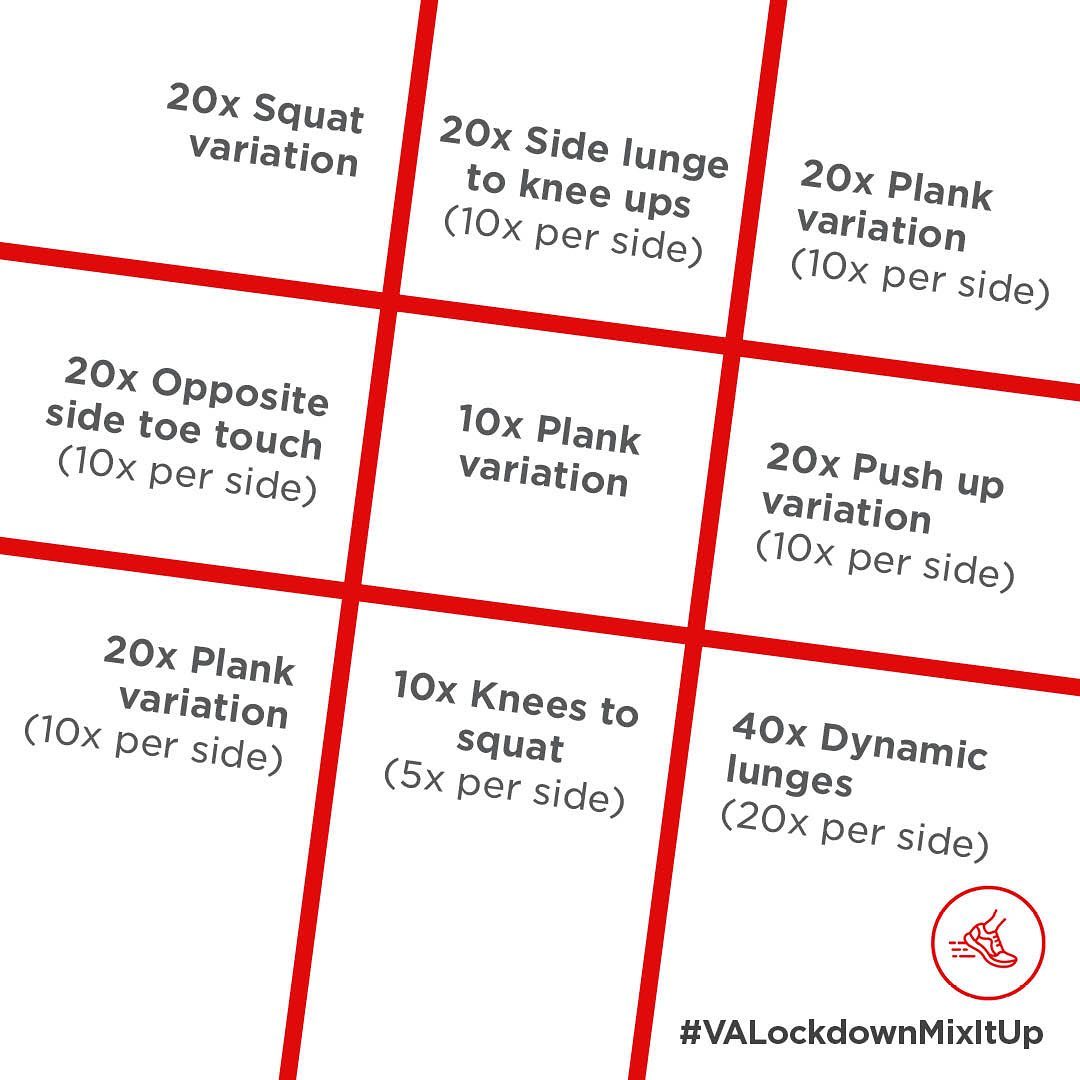 20x Squat
variation
20x Side lunge
to knee ups
(10x per side)
20x Plank
variation
(10x per side)
20x Opposite
side toe touch
(10x per side)
10x Plank
variation
20x Push up
variation
(10x per side)
20x Plank
variation
(10x per side)
10x Knees to
squat
(5x per side)
40x Dynamic
lunges
(20x per side)
#VALockdownMixItUp